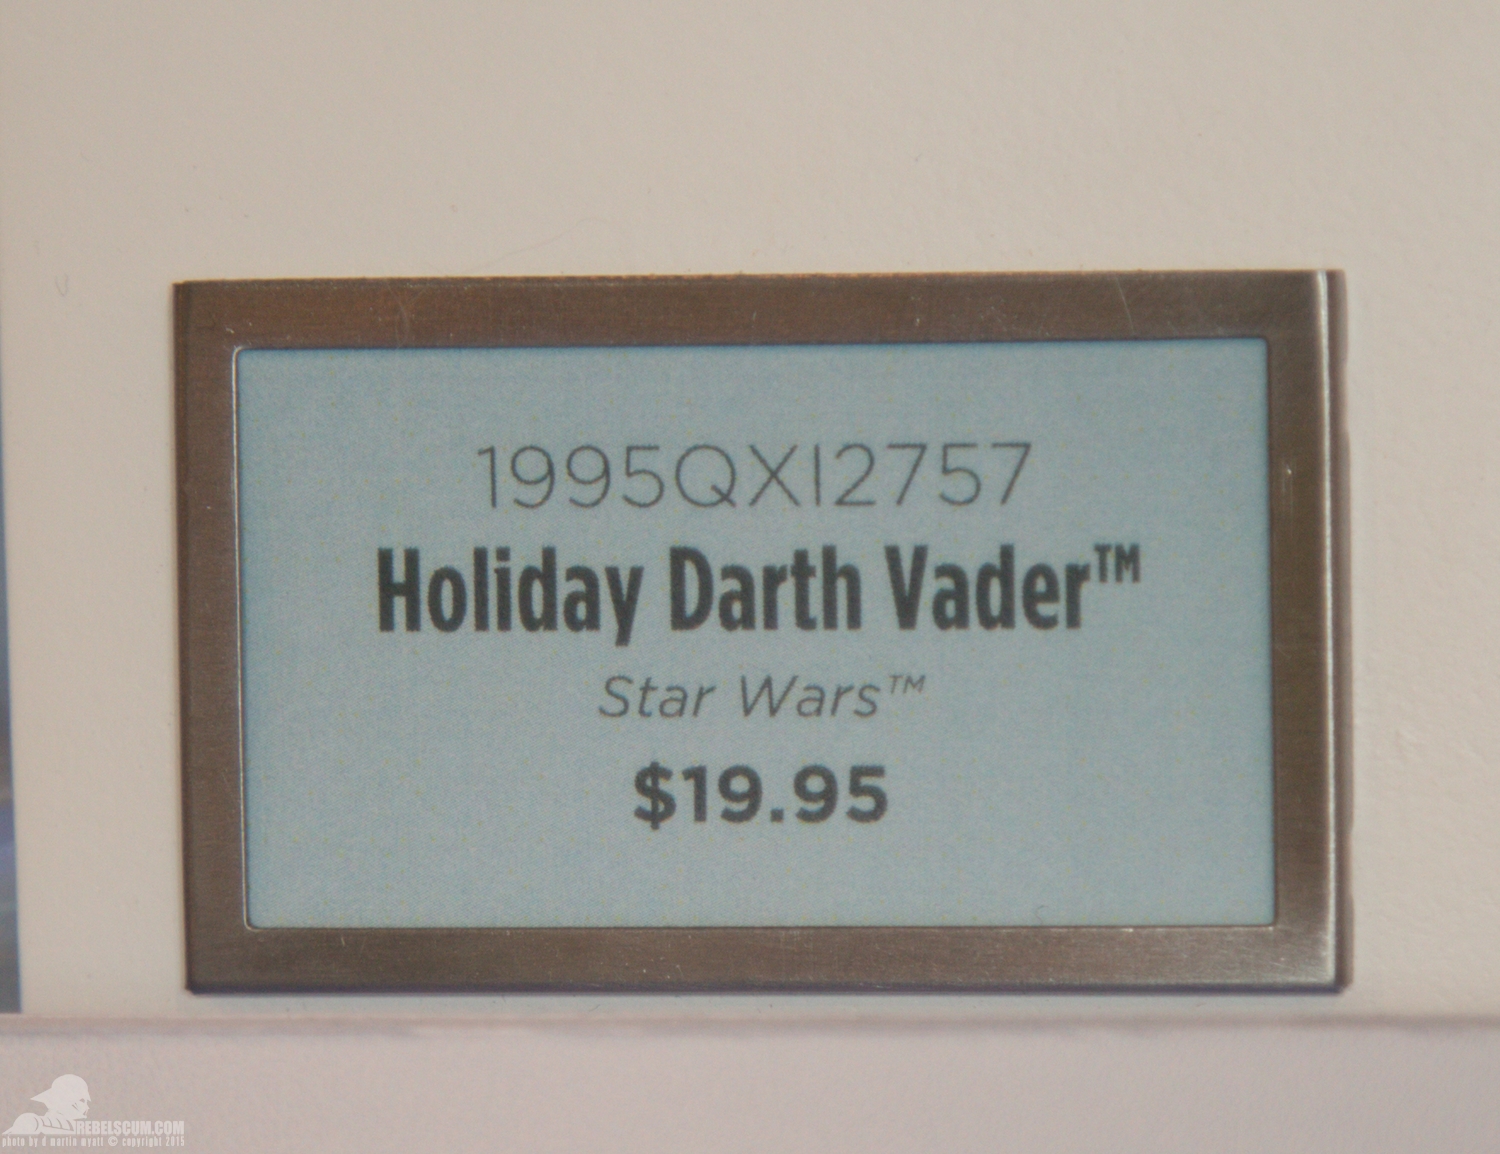 1995QXI2757
Holiday Darth Vader™
Star Wars™
$19.95
REBELSCUM.COM
photo by d martin myatt © copyright 2015